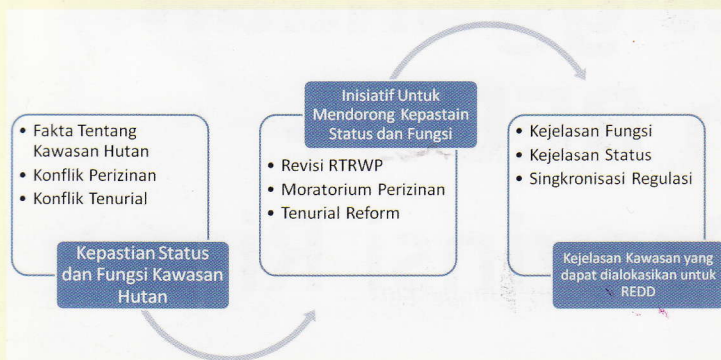 • Fakta Tentang
Kawasan Hutan
• Konflik Perizinan
• Konflik Tenurial
Kepastian Status
dan Fungsi Kawasan
Hutan
Inisiatif Untuk
Mendorong Kepastain
Status dan Fungsi
• Revisi RTRWP
• Moratorium Perizinan
• Tenurial Reform
• Kejelasan Fungsi
• Kejelasan Status
• Singkronisasi Regulasi
Kejelasan Kawasan yang
dapat dialokasikan untuk
REDD